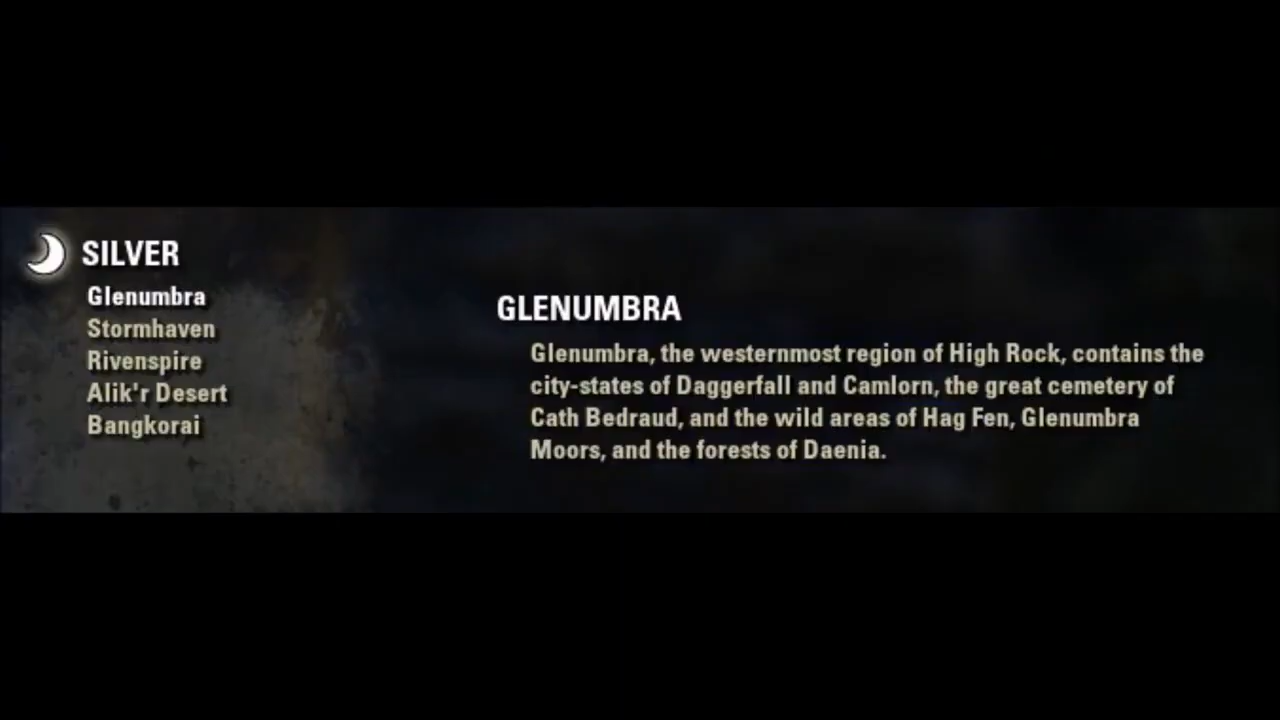 SILVER
Glenumbra
Stormhaven
Rivenspire
Alik'r Desert
Bangkorai
GLENUMBRA
Glenumbra, the westernmost region of High Rock, contains the
city-states of Daggerfall and Camlorn, the great cemetery of
Cath Bedraud, and the wild areas of Hag Fen, Glenumbra
Moors, and the forests of Daenia.